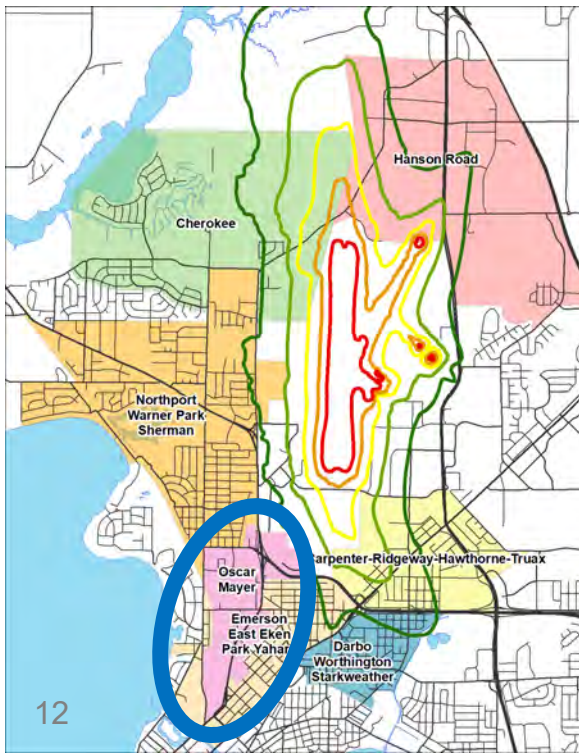 Hanson Road
Cherokee
Northport
Warner Park
Sherman
Carpenter-Ridgeway-Hawthorne-Truax
Oscar
Mayer
Emerson
East Eken
Park Yahar
Darbo
Worthington
Starkweather
12